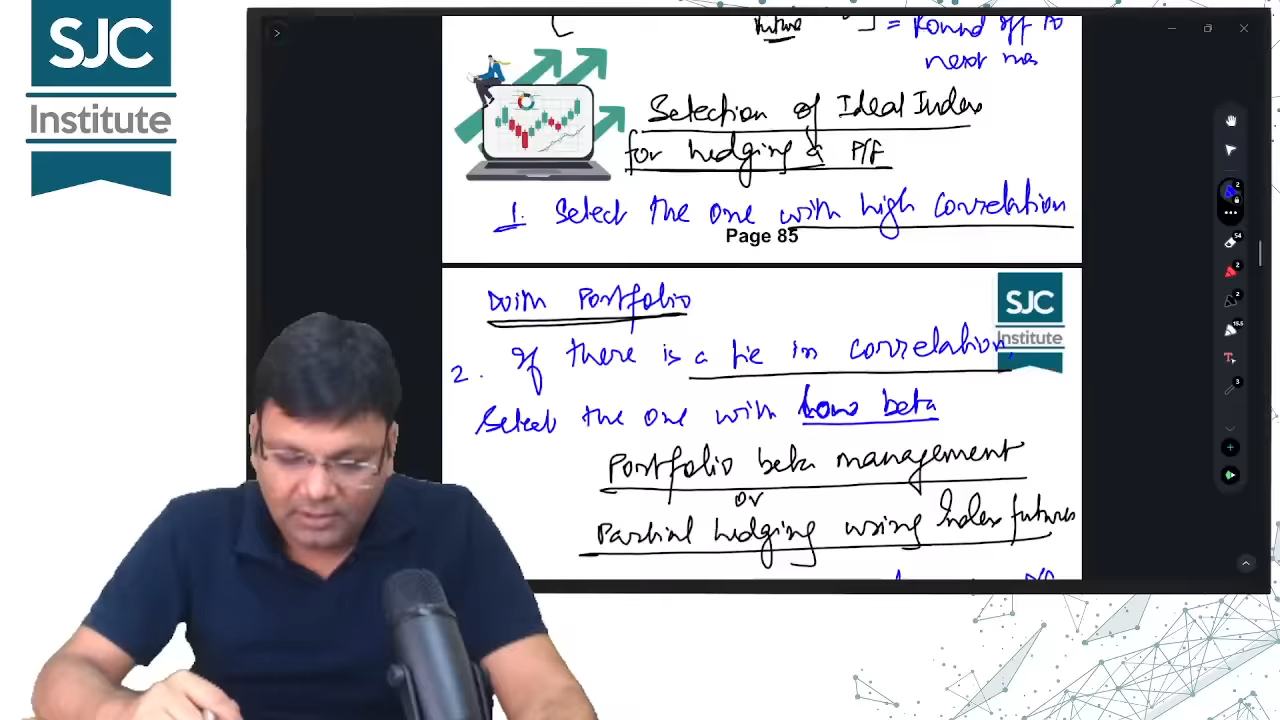 SJC
Institute
future
= Round off to
next
Selection of Ideal Index
for hedging a P/F
1. Select the one with high correlation
Page 85
SJC
Institute
with Portfolio
2. If there is a tie in correlation,
Select the one with low beta
Portfolio beta management
or
Partial hedging using Index futures